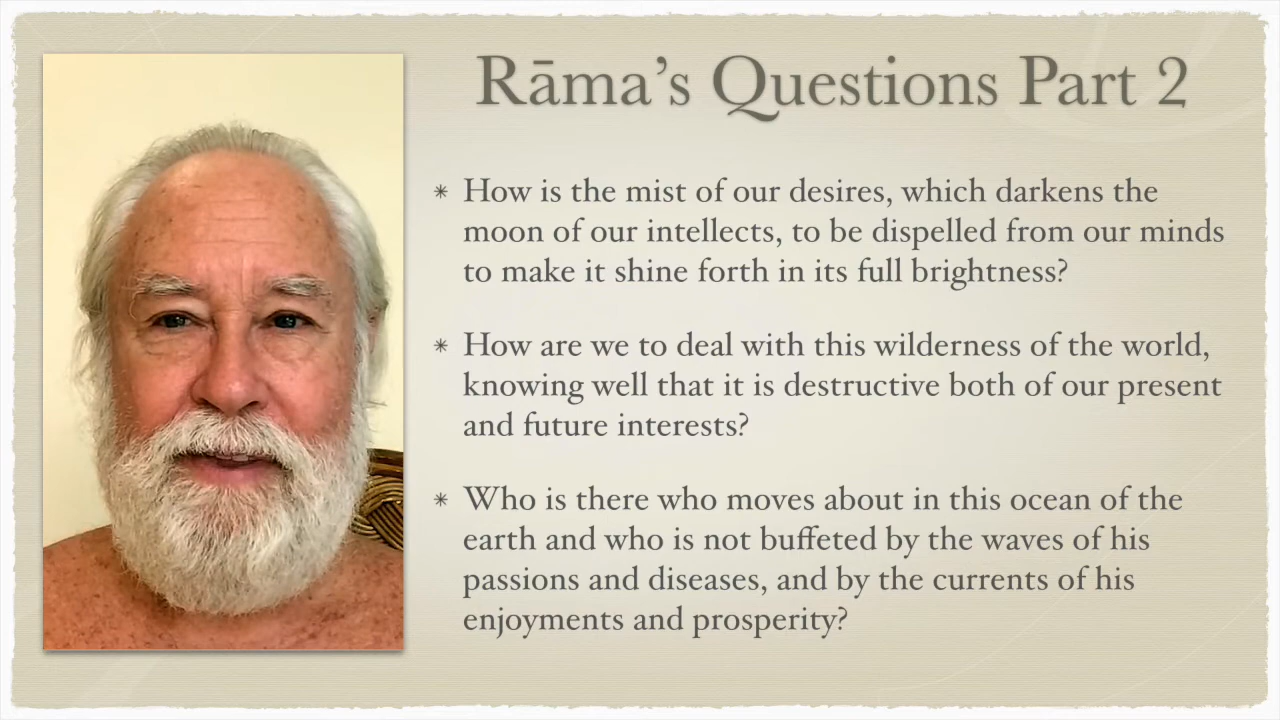 Rāma’s Questions Part 2
* How is the mist of our desires, which darkens the
moon of our intellects, to be dispelled from our minds
to make it shine forth in its full brightness?
* How are we to deal with this wilderness of the world,
knowing well that it is destructive both of our present
and future interests?
* Who is there who moves about in this ocean of the
earth and who is not buffeted by the waves of his
passions and diseases, and by the currents of his
enjoyments and prosperity?